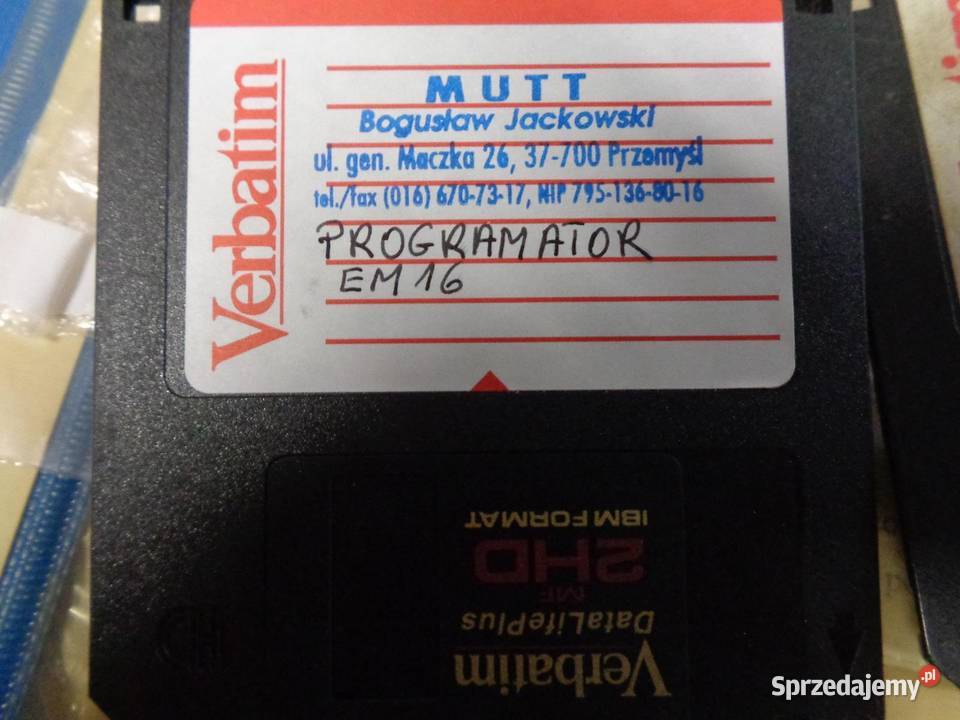 Verbatim
MUTT
Bogusław Jackowski
ul. gen. Maczka 26, 37-700 Przemyśl
tel./fax (016) 670-73-17, NIP 795-136-80-16
PROGRAMATOR
EM16
IBM FORMAT
2HD
MF
DataLifePlus
Verbatim
Sprzedajemy.pl